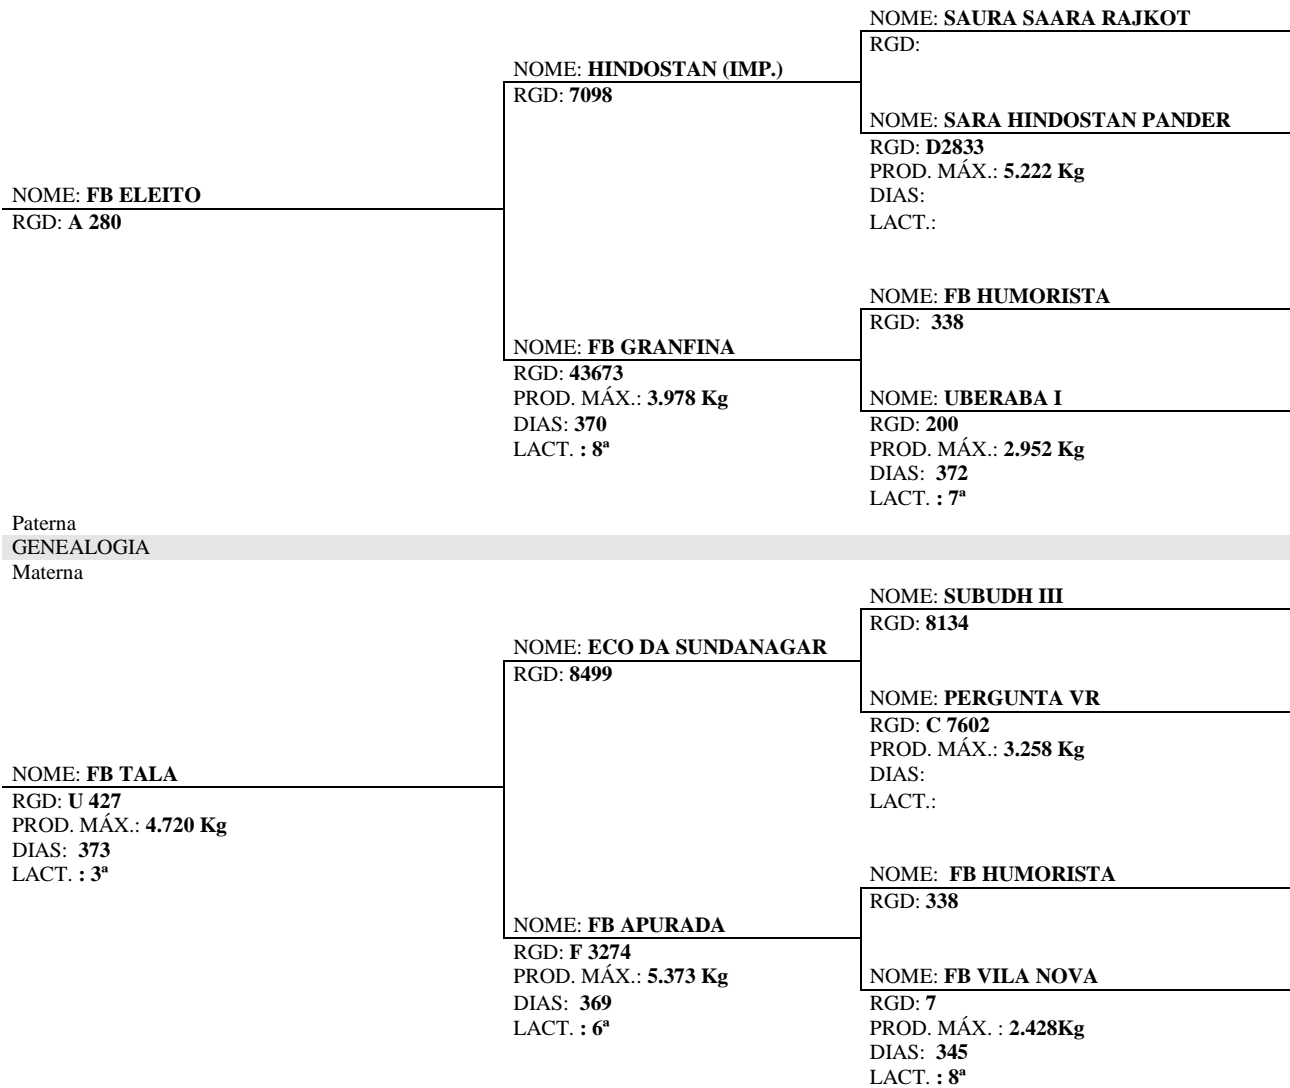 NOME: SAURA SAARA RAJKOT
RGD:
NOME: HINDOSTAN (IMP.)
RGD: 7098
NOME: SARA HINDOSTAN PANDER
RGD: D2833
PROD. MÁX.: 5.222 Kg
DIAS:
LACT.:
NOME: FB ELEITO
RGD: A 280
NOME: FB HUMORISTA
RGD: 338
NOME: FB GRANFINA
RGD: 43673
PROD. MÁX.: 3.978 Kg
DIAS: 370
LACT. : 8ª
NOME: UBERABA I
RGD: 200
PROD. MÁX.: 2.952 Kg
DIAS: 372
LACT. : 7ª
Paterna
GENEALOGIA
Materna
NOME: SUBUDH III
RGD: 8134
NOME: ECO DA SUNDANAGAR
RGD: 8499
NOME: PERGUNTA VR
RGD: C 7602
PROD. MÁX.: 3.258 Kg
DIAS:
LACT.:
NOME: FB TALA
RGD: U 427
PROD. MÁX.: 4.720 Kg
DIAS: 373
LACT. : 3ª
NOME: FB HUMORISTA
RGD: 338
NOME: FB APURADA
RGD: F 3274
PROD. MÁX.: 5.373 Kg
DIAS: 369
LACT. : 6ª
NOME: FB VILA NOVA
RGD: 7
PROD. MÁX. : 2.428Kg
DIAS: 345
LACT. : 8ª